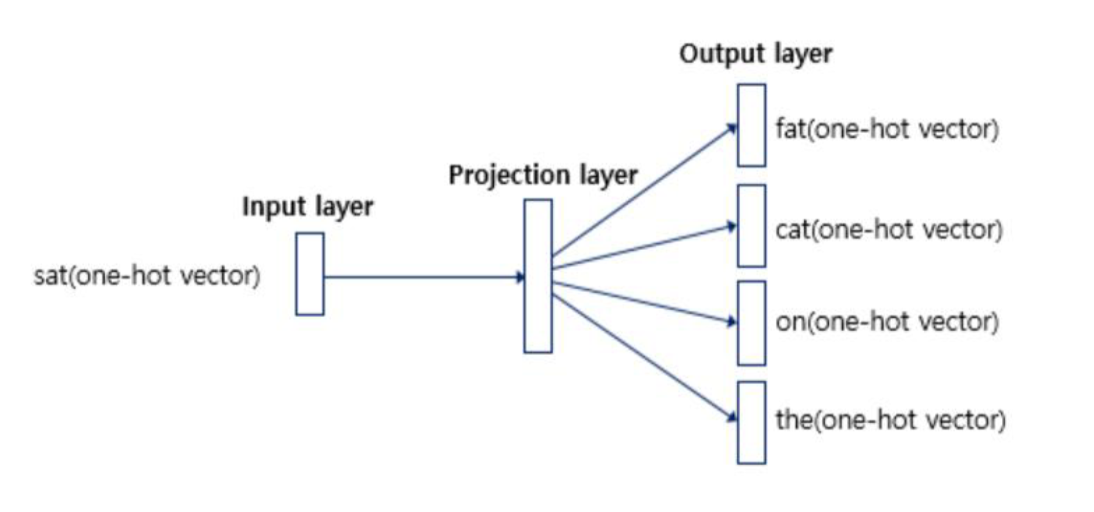 Output layer
fat(one-hot vector)
Projection layer
cat(one-hot vector)
Input layer
sat(one-hot vector)
on(one-hot vector)
the(one-hot vector)